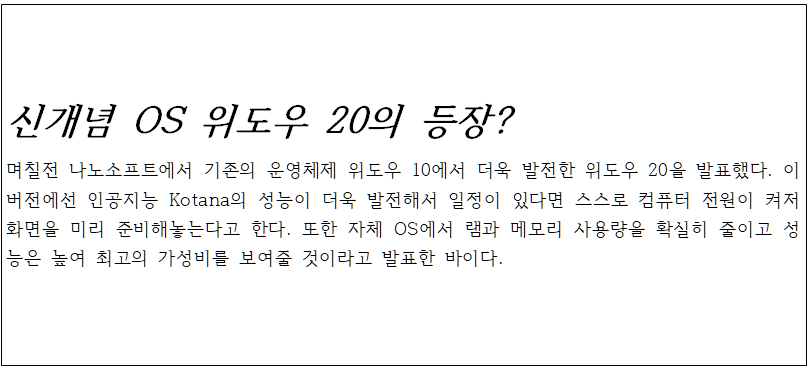 신개념 OS 위도우 20의 등장?
며칠전 나노소프트에서 기존의 운영체제 위도우 10에서 더욱 발전한 위도우 20을 발표했다. 이
버전에선 인공지능 Kotana의 성능이 더욱 발전해서 일정이 있다면 스스로 컴퓨터 전원이 켜저
화면을 미리 준비해놓는다고 한다. 또한 자체 OS에서 램과 메모리 사용량을 확실히 줄이고 성
능은 높여 최고의 가성비를 보여줄 것이라고 발표한 바이다.